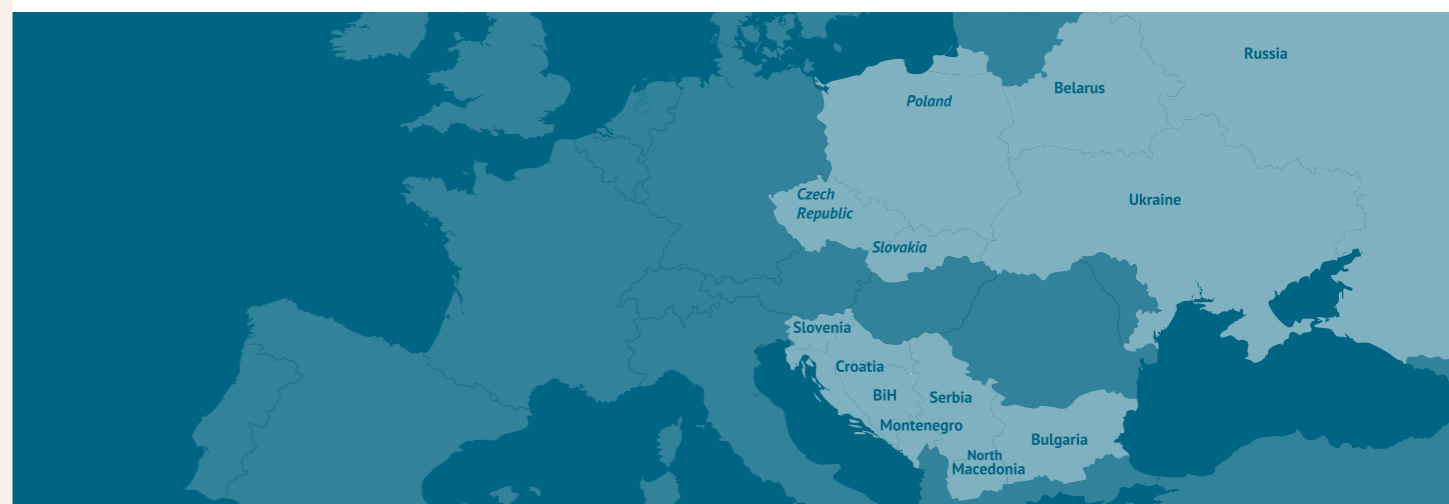 Russia
Belarus
Poland
Czech
Republic
Ukraine
Slovakia
Slovenia
Croatia
BiH
Serbia
Montenegro
Bulgaria
North
Macedonia